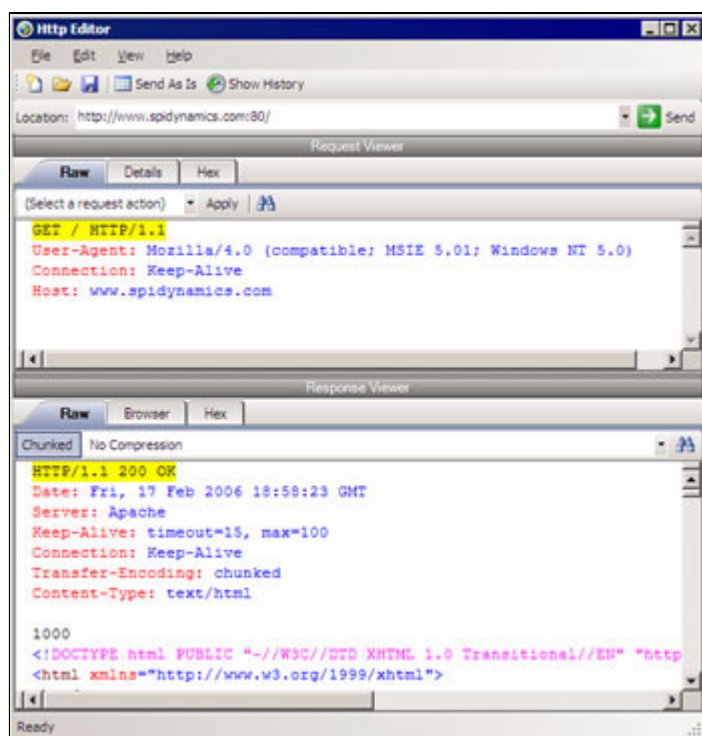 Http Editor
File Edit View Help
Send As Is Show History
Location: http://www.spidynamics.com:80/ Send
Request Viewer
Raw Details Hex
(Select a request action) Apply
GET / HTTP/1.1
User-Agent: Mozilla/4.0 (compatible; MSIE 5.01; Windows NT 5.0)
Connection: Keep-Alive
Host: www.spidynamics.com
Response Viewer
Raw Browser Hex
Chunked No Compression
HTTP/1.1 200 OK
Date: Fri, 17 Feb 2006 18:58:23 GMT
Server: Apache
Keep-Alive: timeout=15, max=100
Connection: Keep-Alive
Transfer-Encoding: chunked
Content-Type: text/html
1000
<!DOCTYPE html PUBLIC "-//W3C//DTD XHTML 1.0 Transitional//EN" "http
<html xmlns="http://www.w3.org/1999/xhtml">
Ready